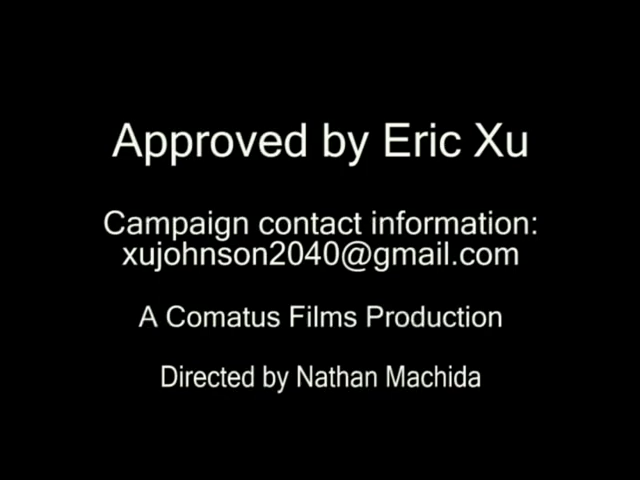 Approved by Eric Xu
Campaign contact information:
xujohnson2040@gmail.com
A Comatus Films Production
Directed by Nathan Machida